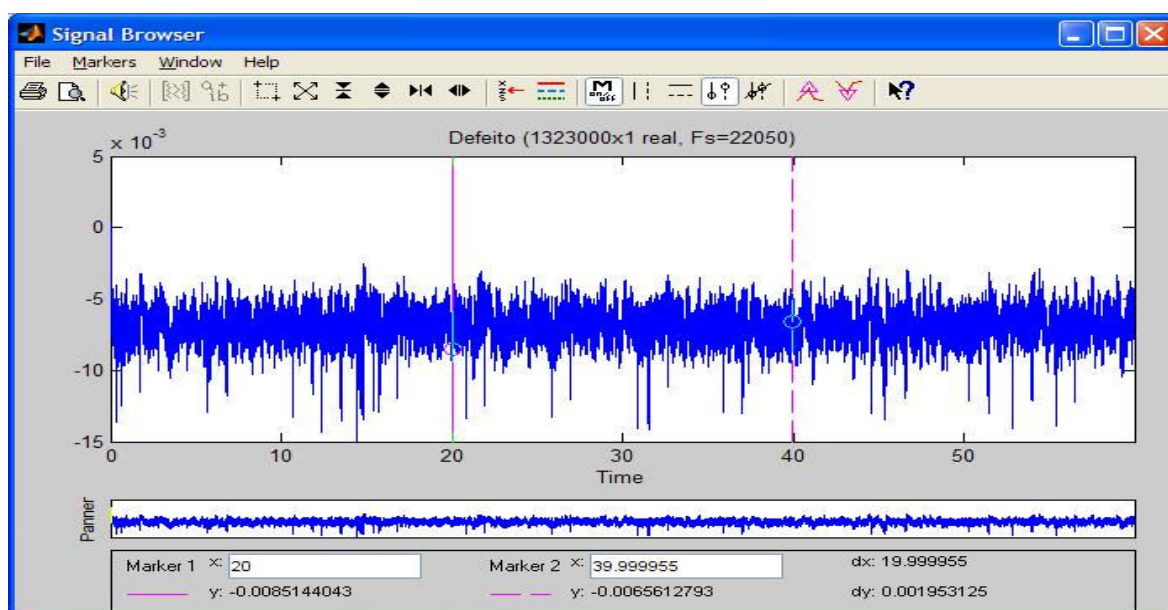 Signal Browser
File Markers Window Help
M
on/off
Defeito (1323000x1 real, Fs=22050)
x 10-3
5
0
-5
-10
-15
0 10 20 30 40 50
Time
Panner
Marker 1 x: 20 Marker 2 x: 39.999955 dx: 19.999955
y: -0.0085144043 y: -0.0065612793 dy: 0.001953125